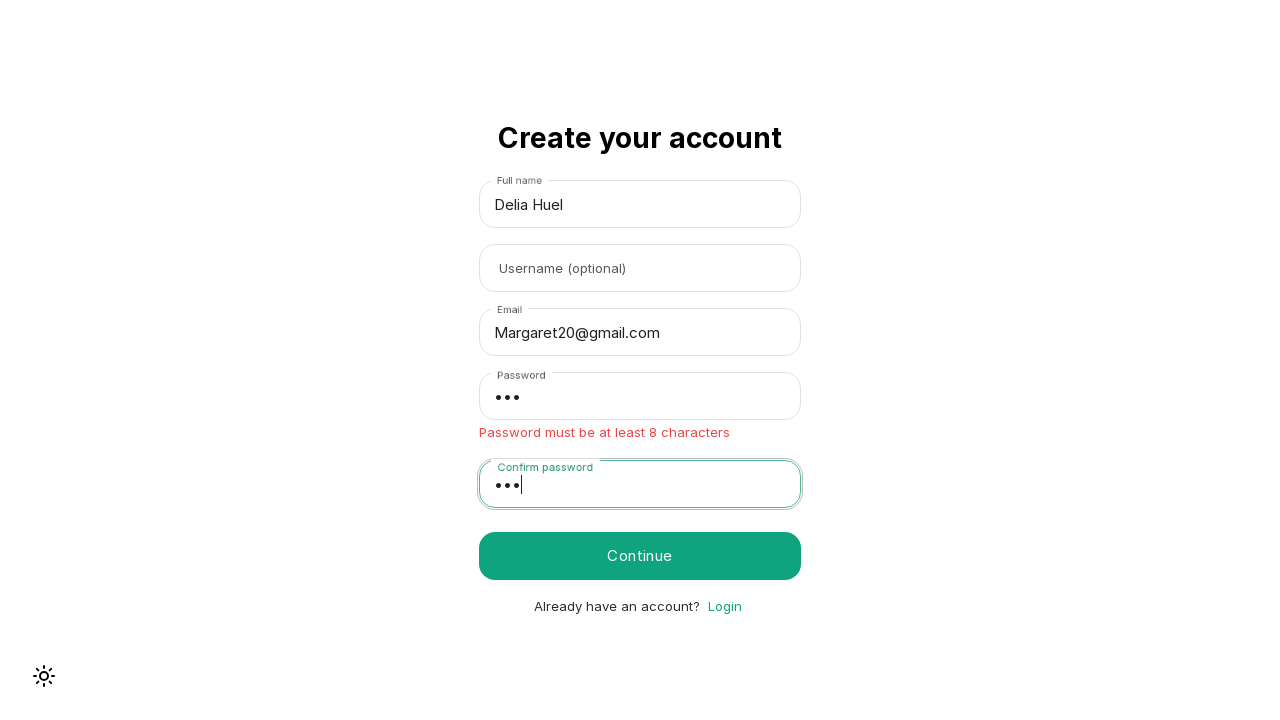 Create your account
Full name
Delia Huel
Username (optional)
Email
Margaret20@gmail.com
Password
•••
Password must be at least 8 characters
Confirm password
•••
Continue
Already have an account? Login